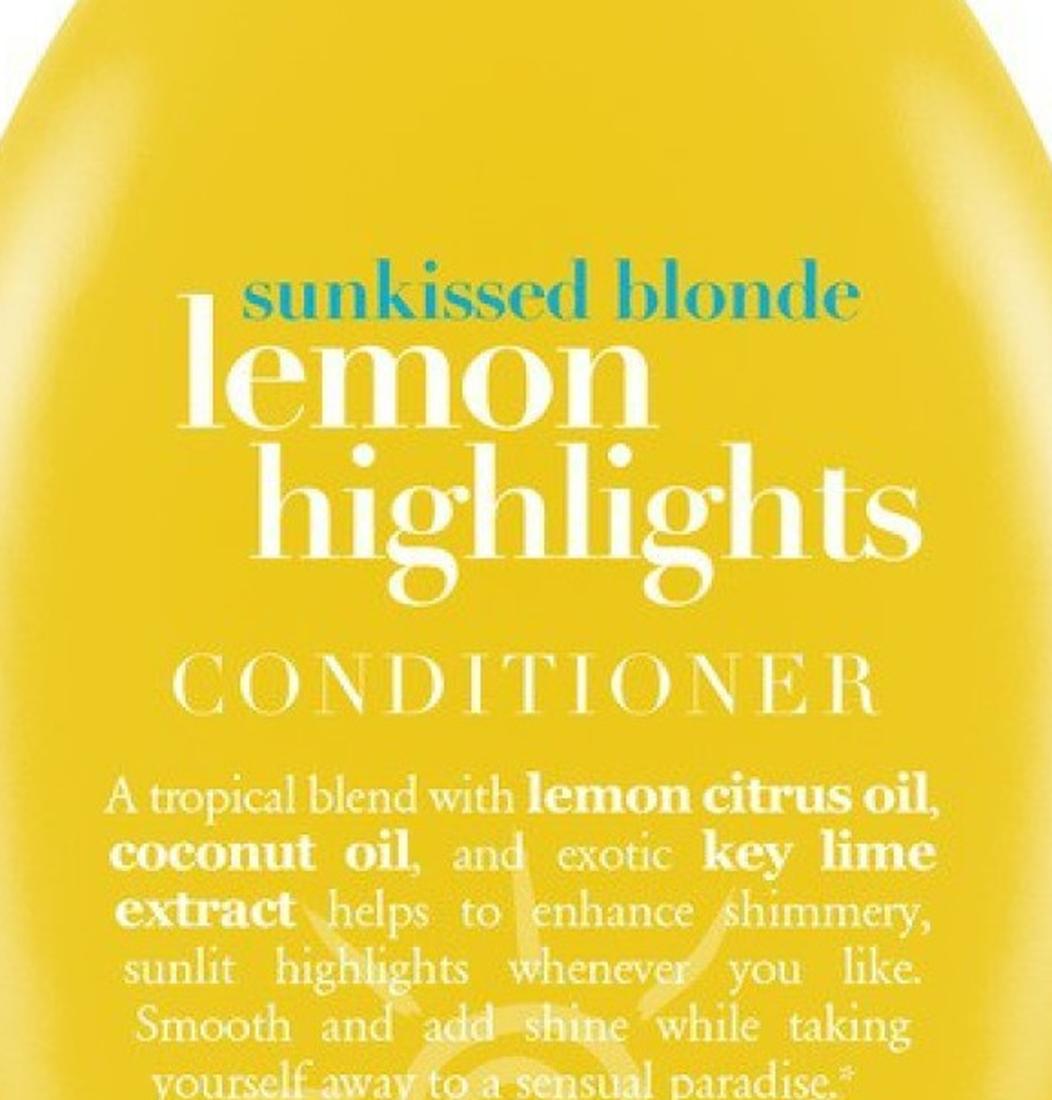 sunkissed blonde
lemon
highlights
CONDITIONER
A tropical blend with lemon citrus oil,
coconut oil, and exotic key lime
extract helps to enhance shimmery,
sunlit highlights whenever you like.
Smooth and add shine while taking
yourself away to a sensual paradise.*